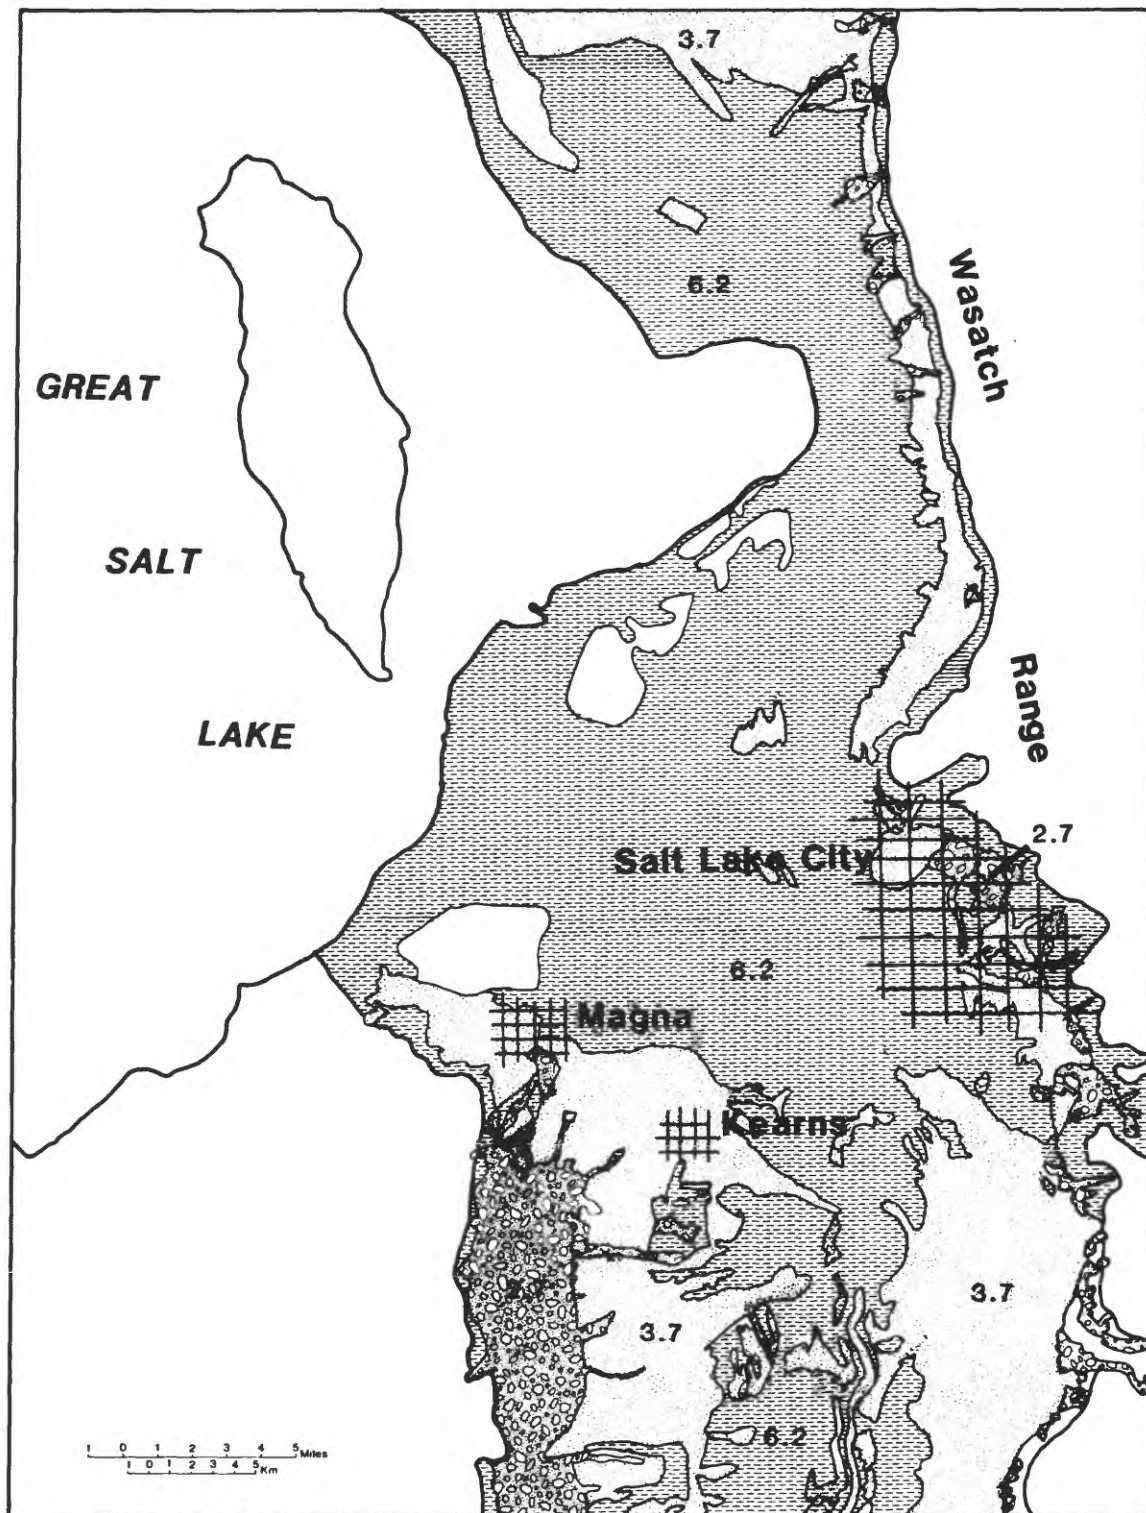 3.7
6.2
Wasatch
GREAT
SALT
Range
LAKE
2.7
Salt Lake City
6.2
Magna
Kearns
3.7
3.7
6.2
1 0 1 2 3 4 5 Miles
1 0 1 2 3 4 5 Km